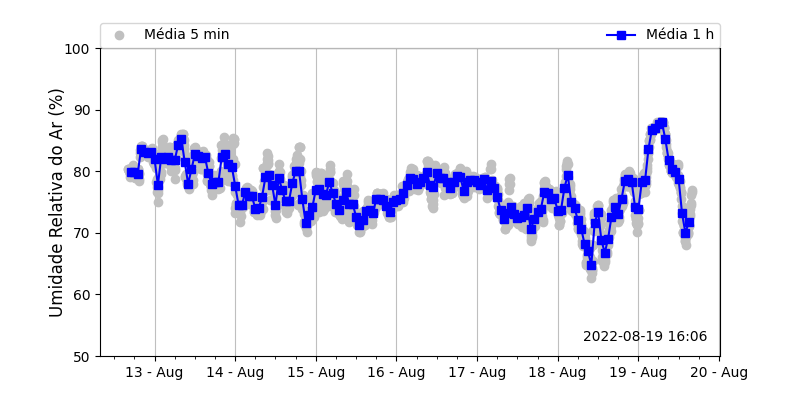 Média 5 min
Média 1 h
Umidade Relativa do Ar (%)
100
90
80
70
60
50
2022-08-19 16:06
13 - Aug
14 - Aug
15 - Aug
16 - Aug
17 - Aug
18 - Aug
19 - Aug
20 - Aug